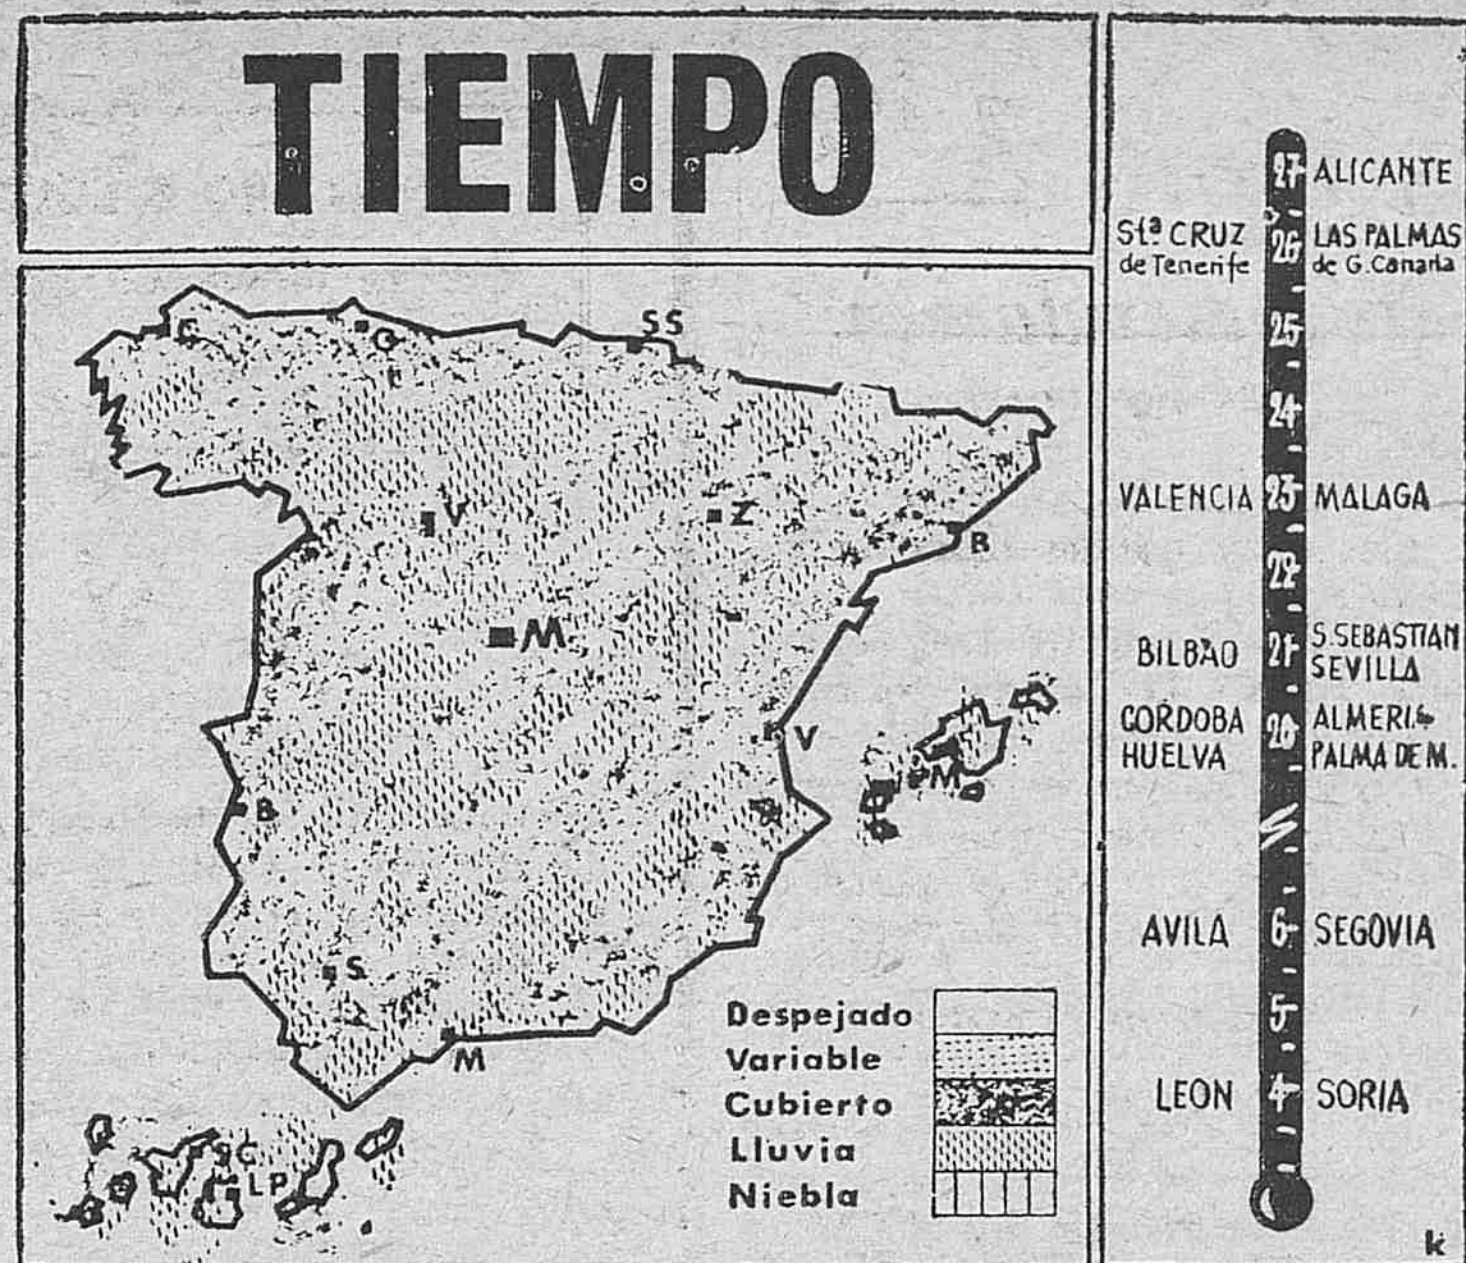 TIEMPO
C
O
SS
V
Z
B
M
V
M
B
S
M
SC
LP
Despejado
Variable
Cubierto
Lluvia
Niebla
27 ALICANTE
Stª CRUZ 26 LAS PALMAS
de Tenerife de G. Canaria
25
24
VALENCIA 23 MALAGA
22
BILBAO 21 S. SEBASTIAN
SEVILLA
CORDOBA 20 ALMERIA
HUELVA PALMA DE M.
AVILA 6 SEGOVIA
5
LEON 4 SORIA
k